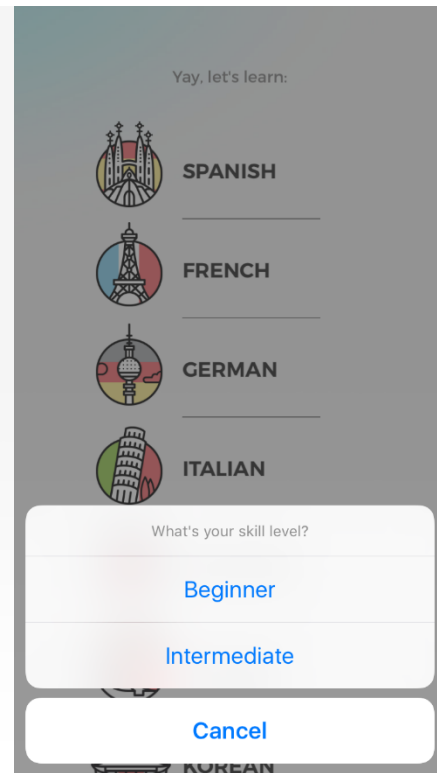 Yay, let's learn:
SPANISH
FRENCH
GERMAN
ITALIAN
What's your skill level?
Beginner
Intermediate
Cancel
KOREAN